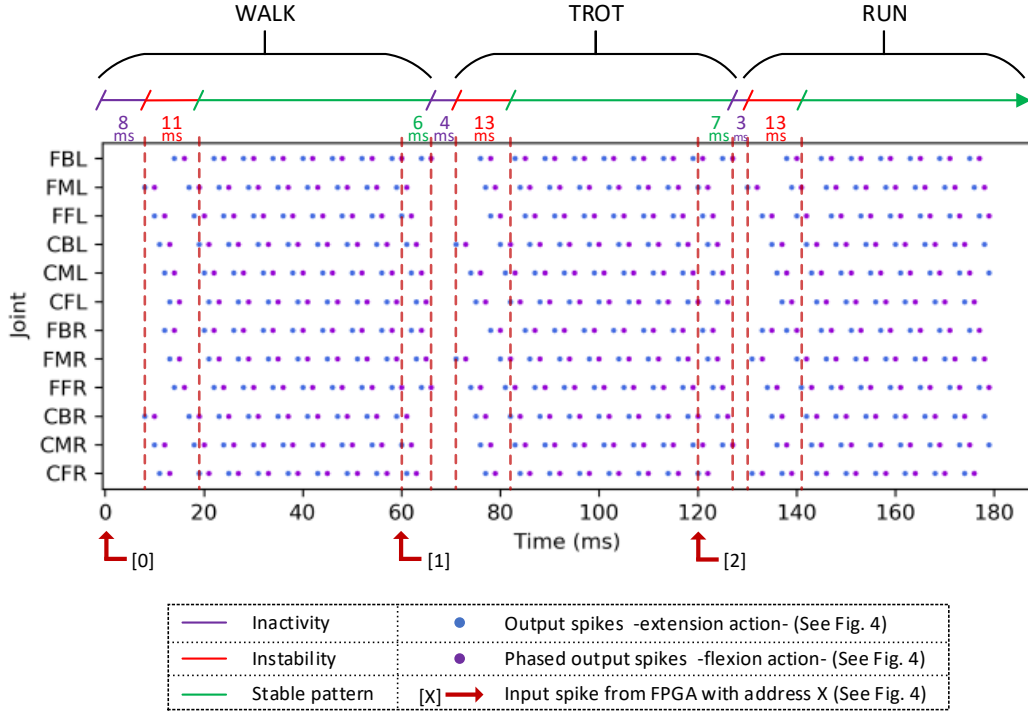 WALK TROT RUN
8 ms 11 ms 6 ms 4 ms 13 ms 7 ms 3 ms 13 ms
FBL
FML
FFL
CBL
CML
CFL
FBR
FMR
FFR
CBR
CMR
CFR
Joint
0 20 40 60 80 100 120 140 160 180
Time (ms)
[0] [1] [2]
Inactivity Output spikes -extension action- (See Fig. 4)
Instability Phased output spikes -flexion action- (See Fig. 4)
Stable pattern [X] Input spike from FPGA with address X (See Fig. 4)